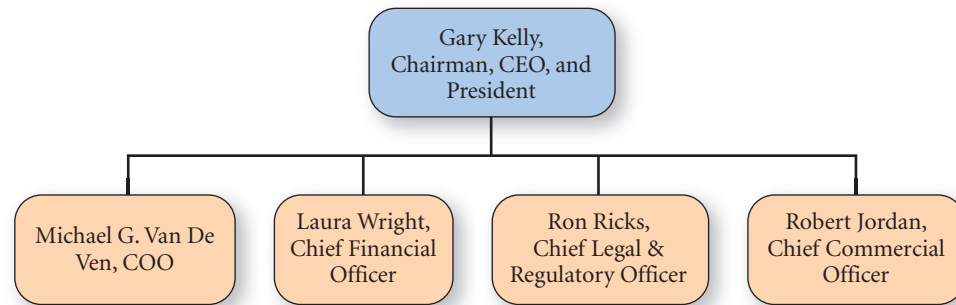 Gary Kelly,
Chairman, CEO, and
President
Michael G. Van De
Ven, COO
Laura Wright,
Chief Financial
Officer
Ron Ricks,
Chief Legal &
Regulatory Officer
Robert Jordan,
Chief Commercial
Officer